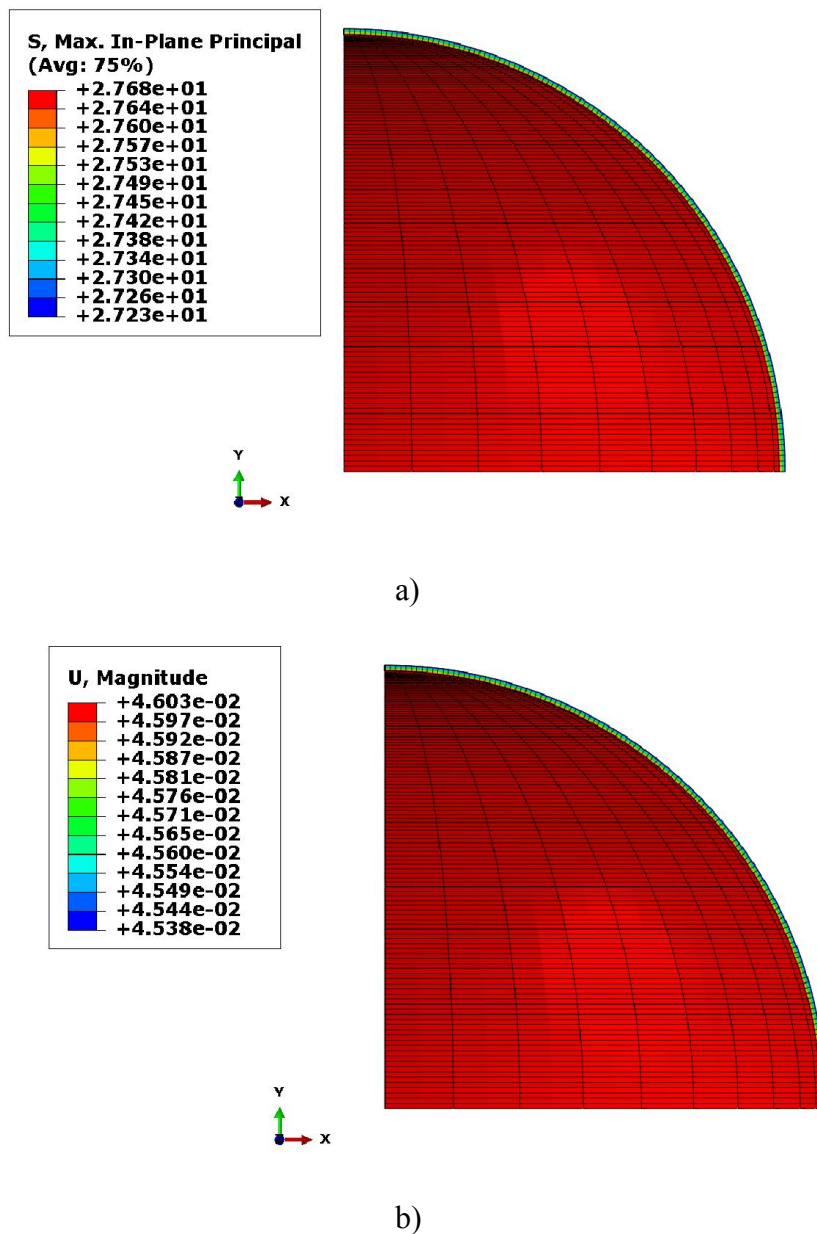 S, Max. In-Plane Principal
(Avg: 75%)
+2.768e+01
+2.764e+01
+2.760e+01
+2.757e+01
+2.753e+01
+2.749e+01
+2.745e+01
+2.742e+01
+2.738e+01
+2.734e+01
+2.730e+01
+2.726e+01
+2.723e+01
Y
X
a)
U, Magnitude
+4.603e-02
+4.597e-02
+4.592e-02
+4.587e-02
+4.581e-02
+4.576e-02
+4.571e-02
+4.565e-02
+4.560e-02
+4.554e-02
+4.549e-02
+4.544e-02
+4.538e-02
Y
X
b)